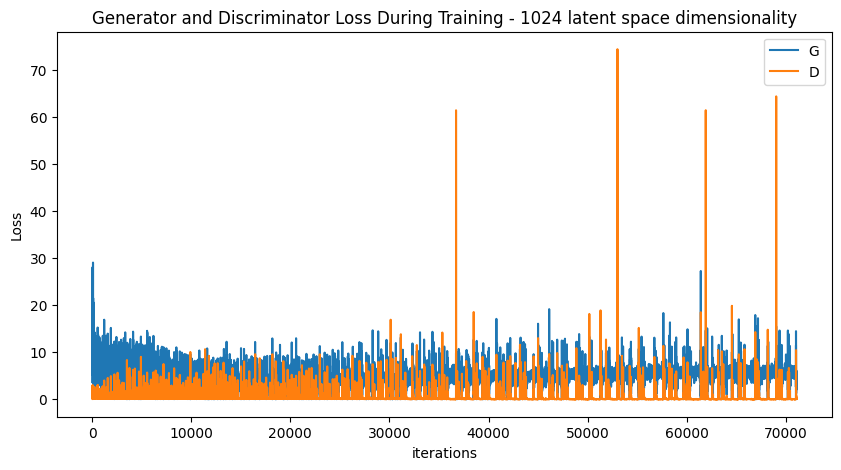 Generator and Discriminator Loss During Training - 1024 latent space dimensionality
G
D
Loss
70
60
50
40
30
20
10
0
0 10000 20000 30000 40000 50000 60000 70000
iterations